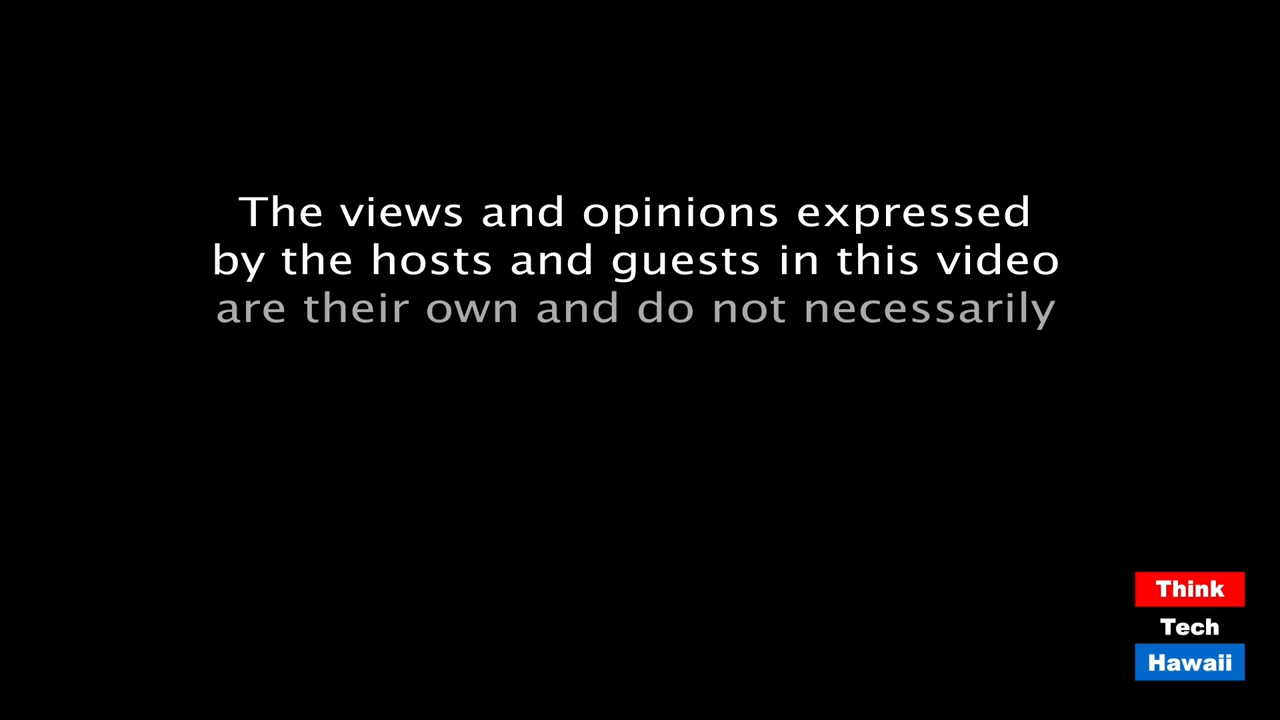 The views and opinions expressed
by the hosts and guests in this video
are their own and do not necessarily
Think
Tech
Hawaii